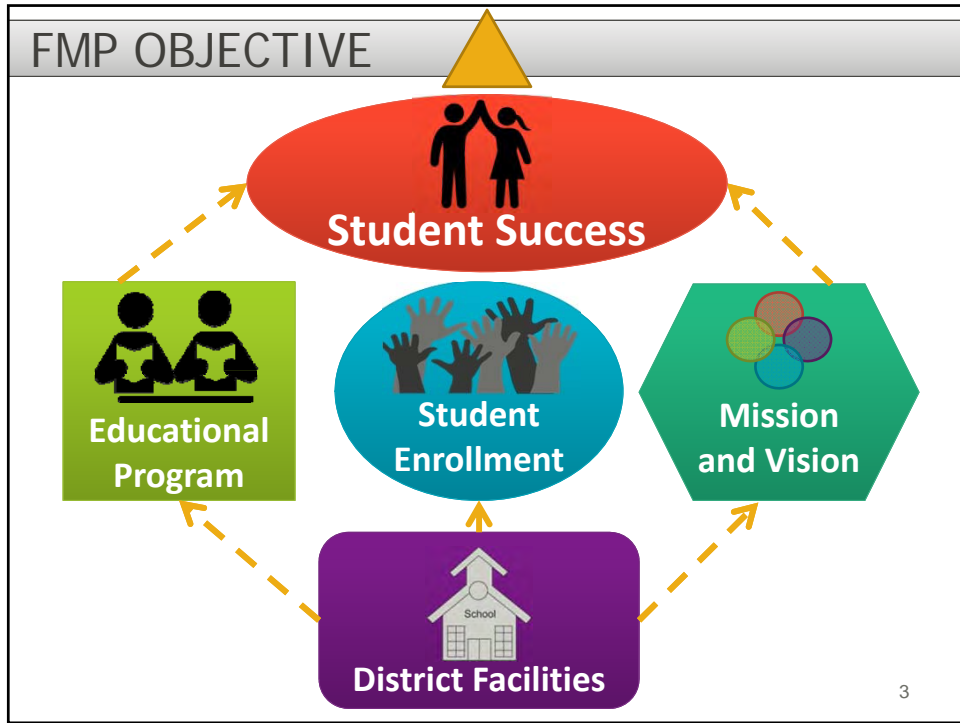 FMP OBJECTIVE
Student Success
Educational
Program
Student
Enrollment
Mission
and Vision
School
District Facilities
3